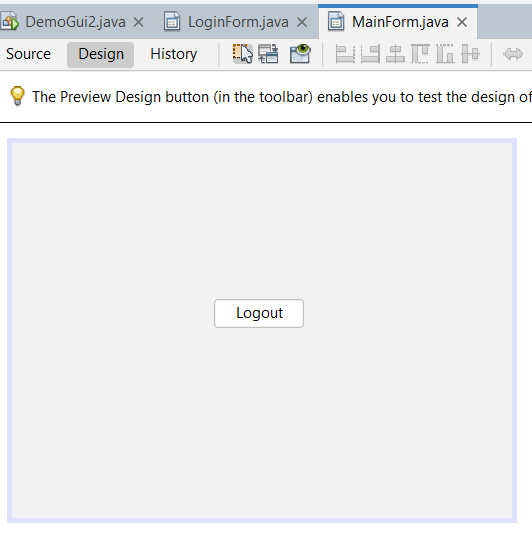 DemoGui2.java LoginForm.java MainForm.java
Source Design History
The Preview Design button (in the toolbar) enables you to test the design of
Logout